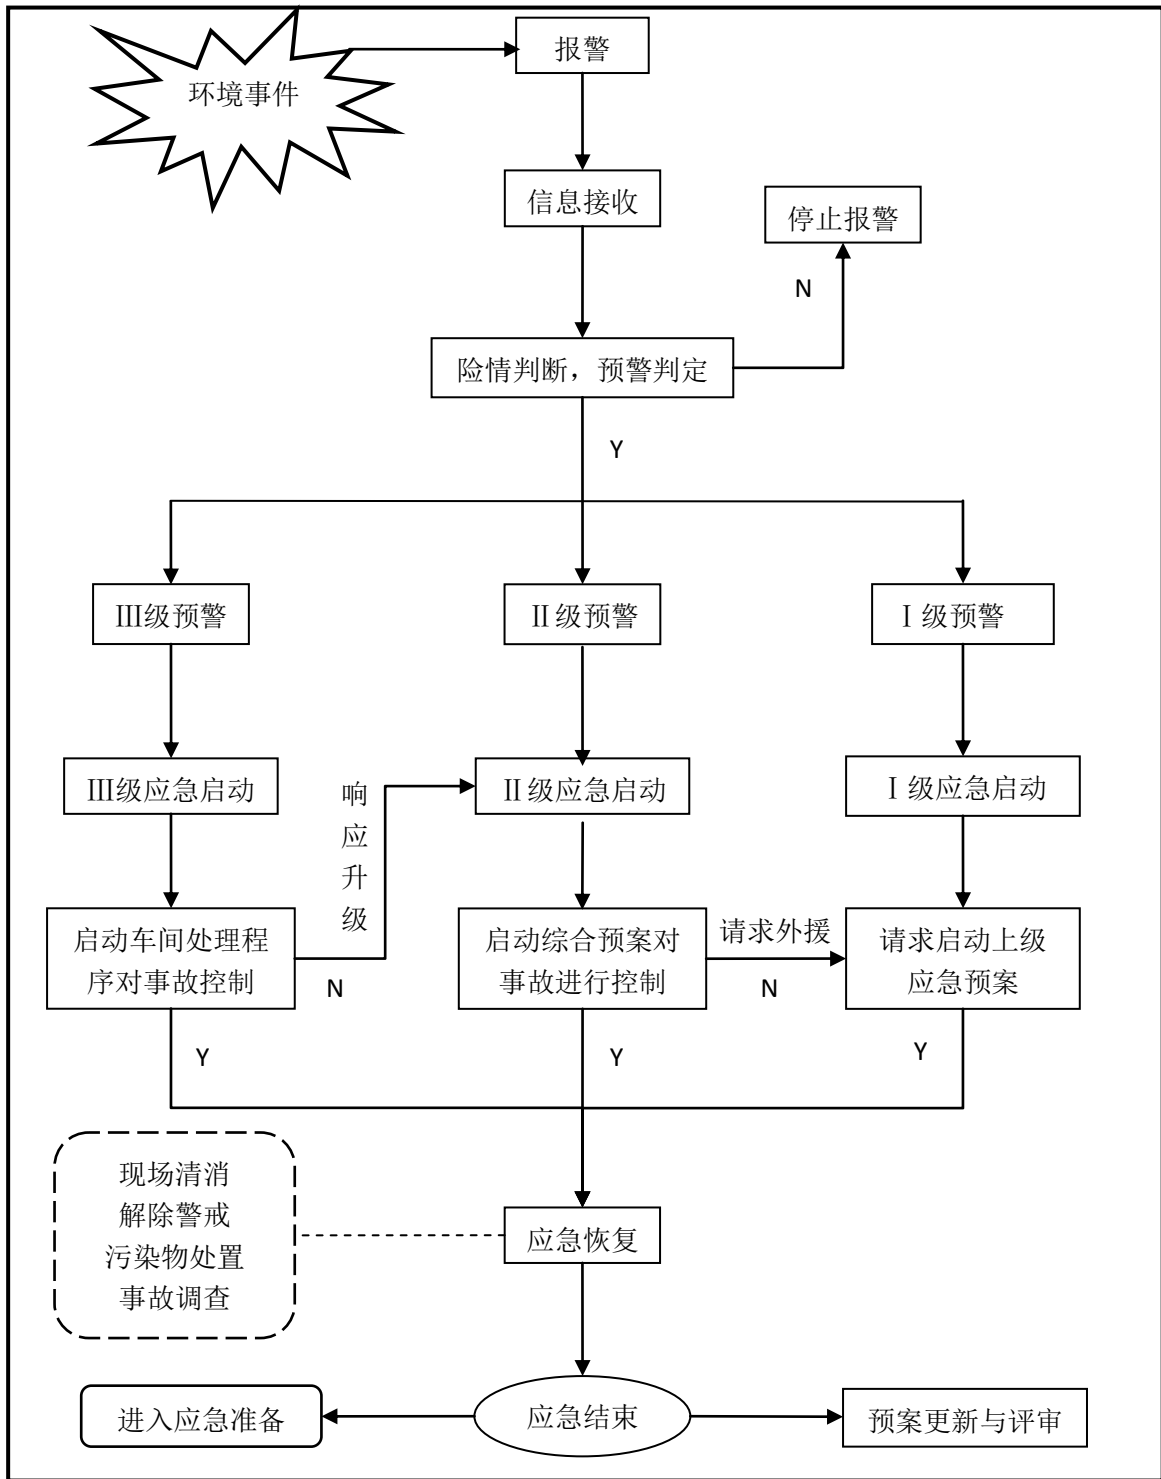 环境事件
报警
信息接收
停止报警
N
险情判断，预警判定
Y
Ⅲ级预警
Ⅱ级预警
Ⅰ级预警
Ⅲ级应急启动
响
应
升
级
Ⅱ级应急启动
Ⅰ级应急启动
启动车间处理程
序对事故控制
N
启动综合预案对
事故进行控制
请求外援
N
请求启动上级
应急预案
Y
Y
Y
现场清消
解除警戒
污染物处置
事故调查
应急恢复
进入应急准备
应急结束
预案更新与评审